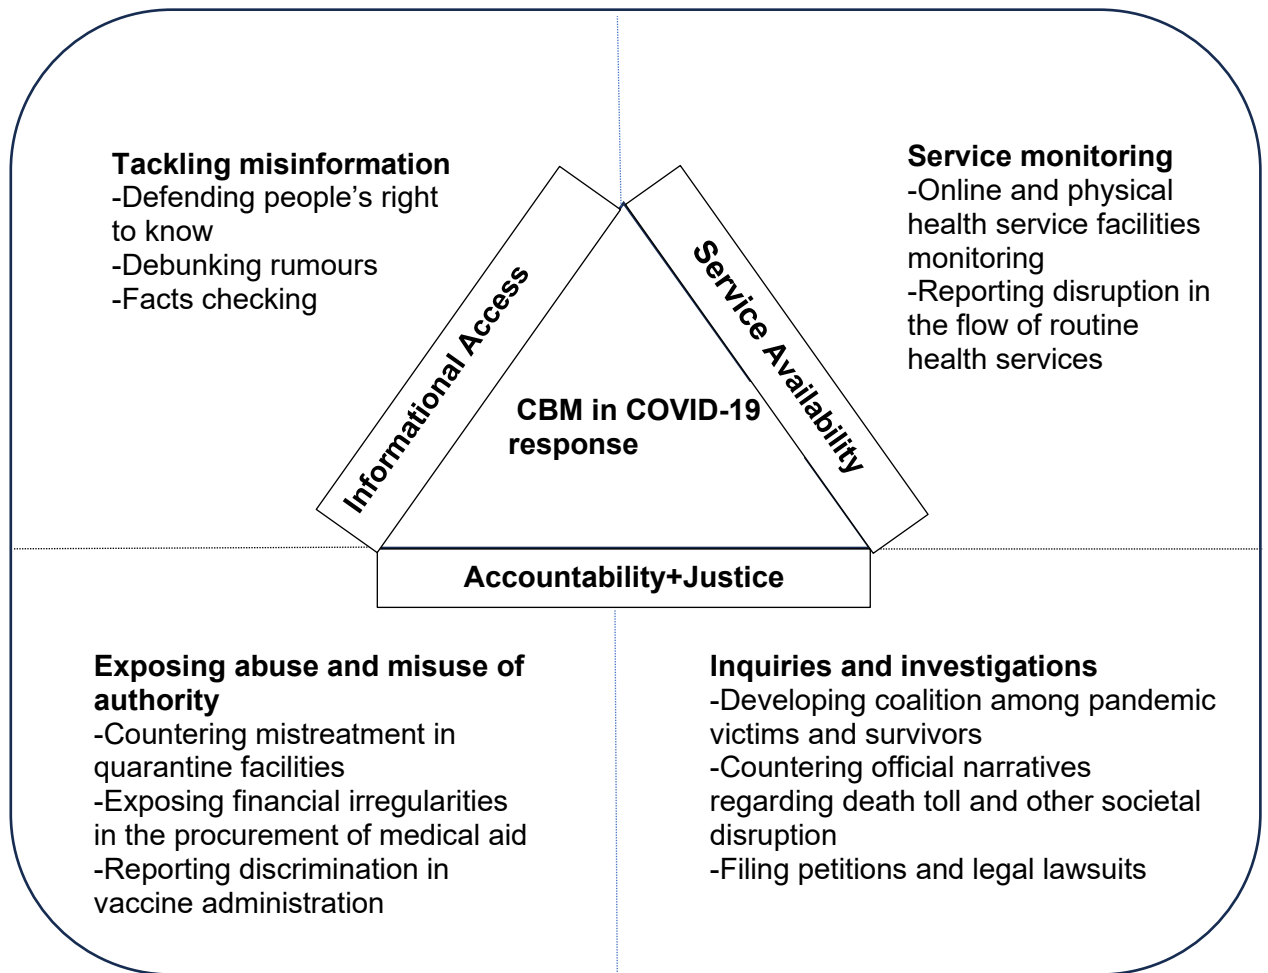 Tackling misinformation
-Defending people’s right
to know
-Debunking rumours
-Facts checking
Service monitoring
-Online and physical
health service facilities
monitoring
-Reporting disruption in
the flow of routine
health services
Informational Access
Service Availability
CBM in COVID-19
response
Accountability+Justice
Exposing abuse and misuse of
authority
-Countering mistreatment in
quarantine facilities
-Exposing financial irregularities
in the procurement of medical aid
-Reporting discrimination in
vaccine administration
Inquiries and investigations
-Developing coalition among pandemic
victims and survivors
-Countering official narratives
regarding death toll and other societal
disruption
-Filing petitions and legal lawsuits